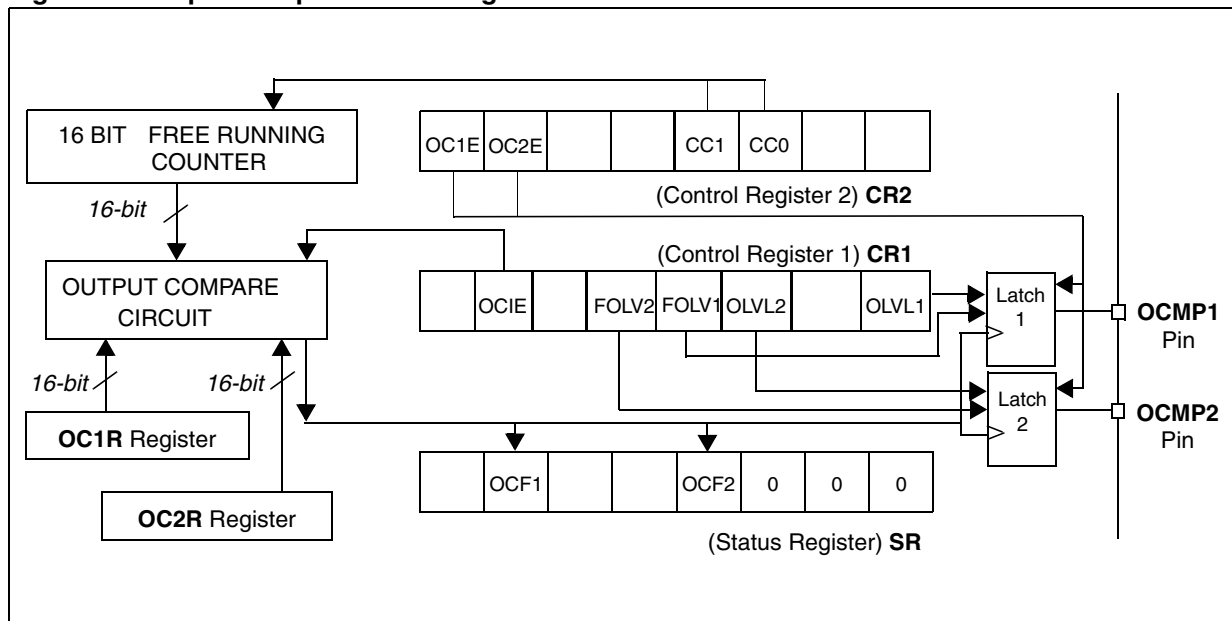 16 BIT FREE RUNNING
COUNTER
OC1E OC2E CC1 CC0
(Control Register 2) CR2
16-bit
(Control Register 1) CR1
OUTPUT COMPARE
CIRCUIT
OCIE FOLV2 FOLV1 OLVL2 OLVL1
Latch
1
OCMP1
Pin
16-bit
16-bit
Latch
2
OCMP2
Pin
OC1R Register
OCF1 OCF2 0 0 0
OC2R Register
(Status Register) SR